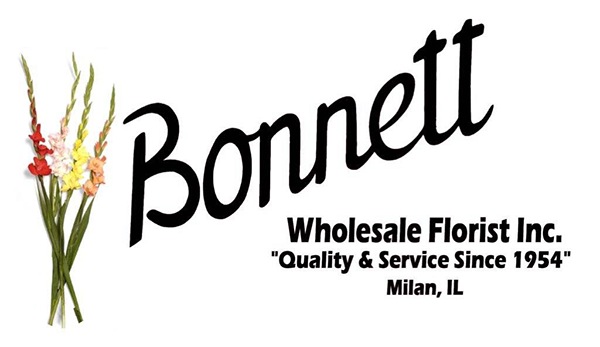 Bonnett
Wholesale Florist Inc.
"Quality & Service Since 1954"
Milan, IL